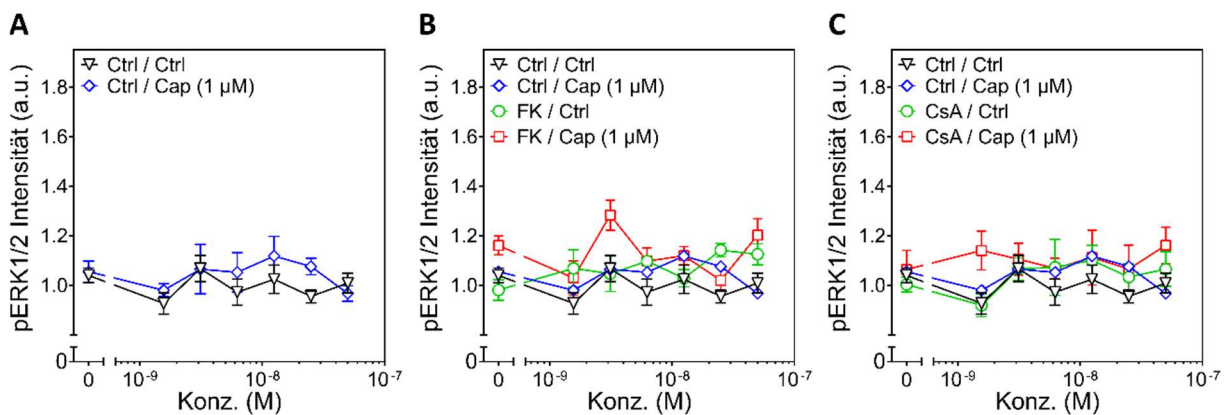 A
pERK1/2 Intensität (a.u.)
1.8
1.6
1.4
1.2
1.0
0
Ctrl / Ctrl
Ctrl / Cap (1 µM)
0
10⁻⁹
10⁻⁸
10⁻⁷
Konz. (M)
B
pERK1/2 Intensität (a.u.)
1.8
1.6
1.4
1.2
1.0
0
Ctrl / Ctrl
Ctrl / Cap (1 µM)
FK / Ctrl
FK / Cap (1 µM)
0
10⁻⁹
10⁻⁸
10⁻⁷
Konz. (M)
C
pERK1/2 Intensität (a.u.)
1.8
1.6
1.4
1.2
1.0
0
Ctrl / Ctrl
Ctrl / Cap (1 µM)
CsA / Ctrl
CsA / Cap (1 µM)
0
10⁻⁹
10⁻⁸
10⁻⁷
Konz. (M)